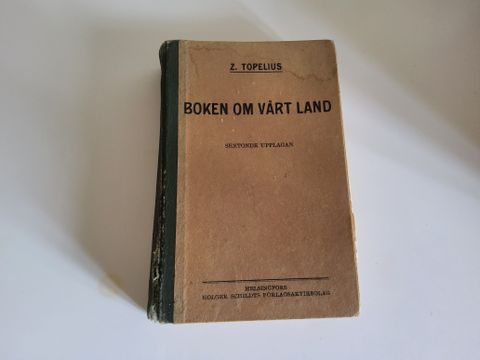 Z. TOPELIUS
BOKEN OM VÅRT LAND
SEXTONDE UPPLAGAN
HELSINGFORS
HOLGER SCHILDTS FÖRLAGSAKTIEBOLAG